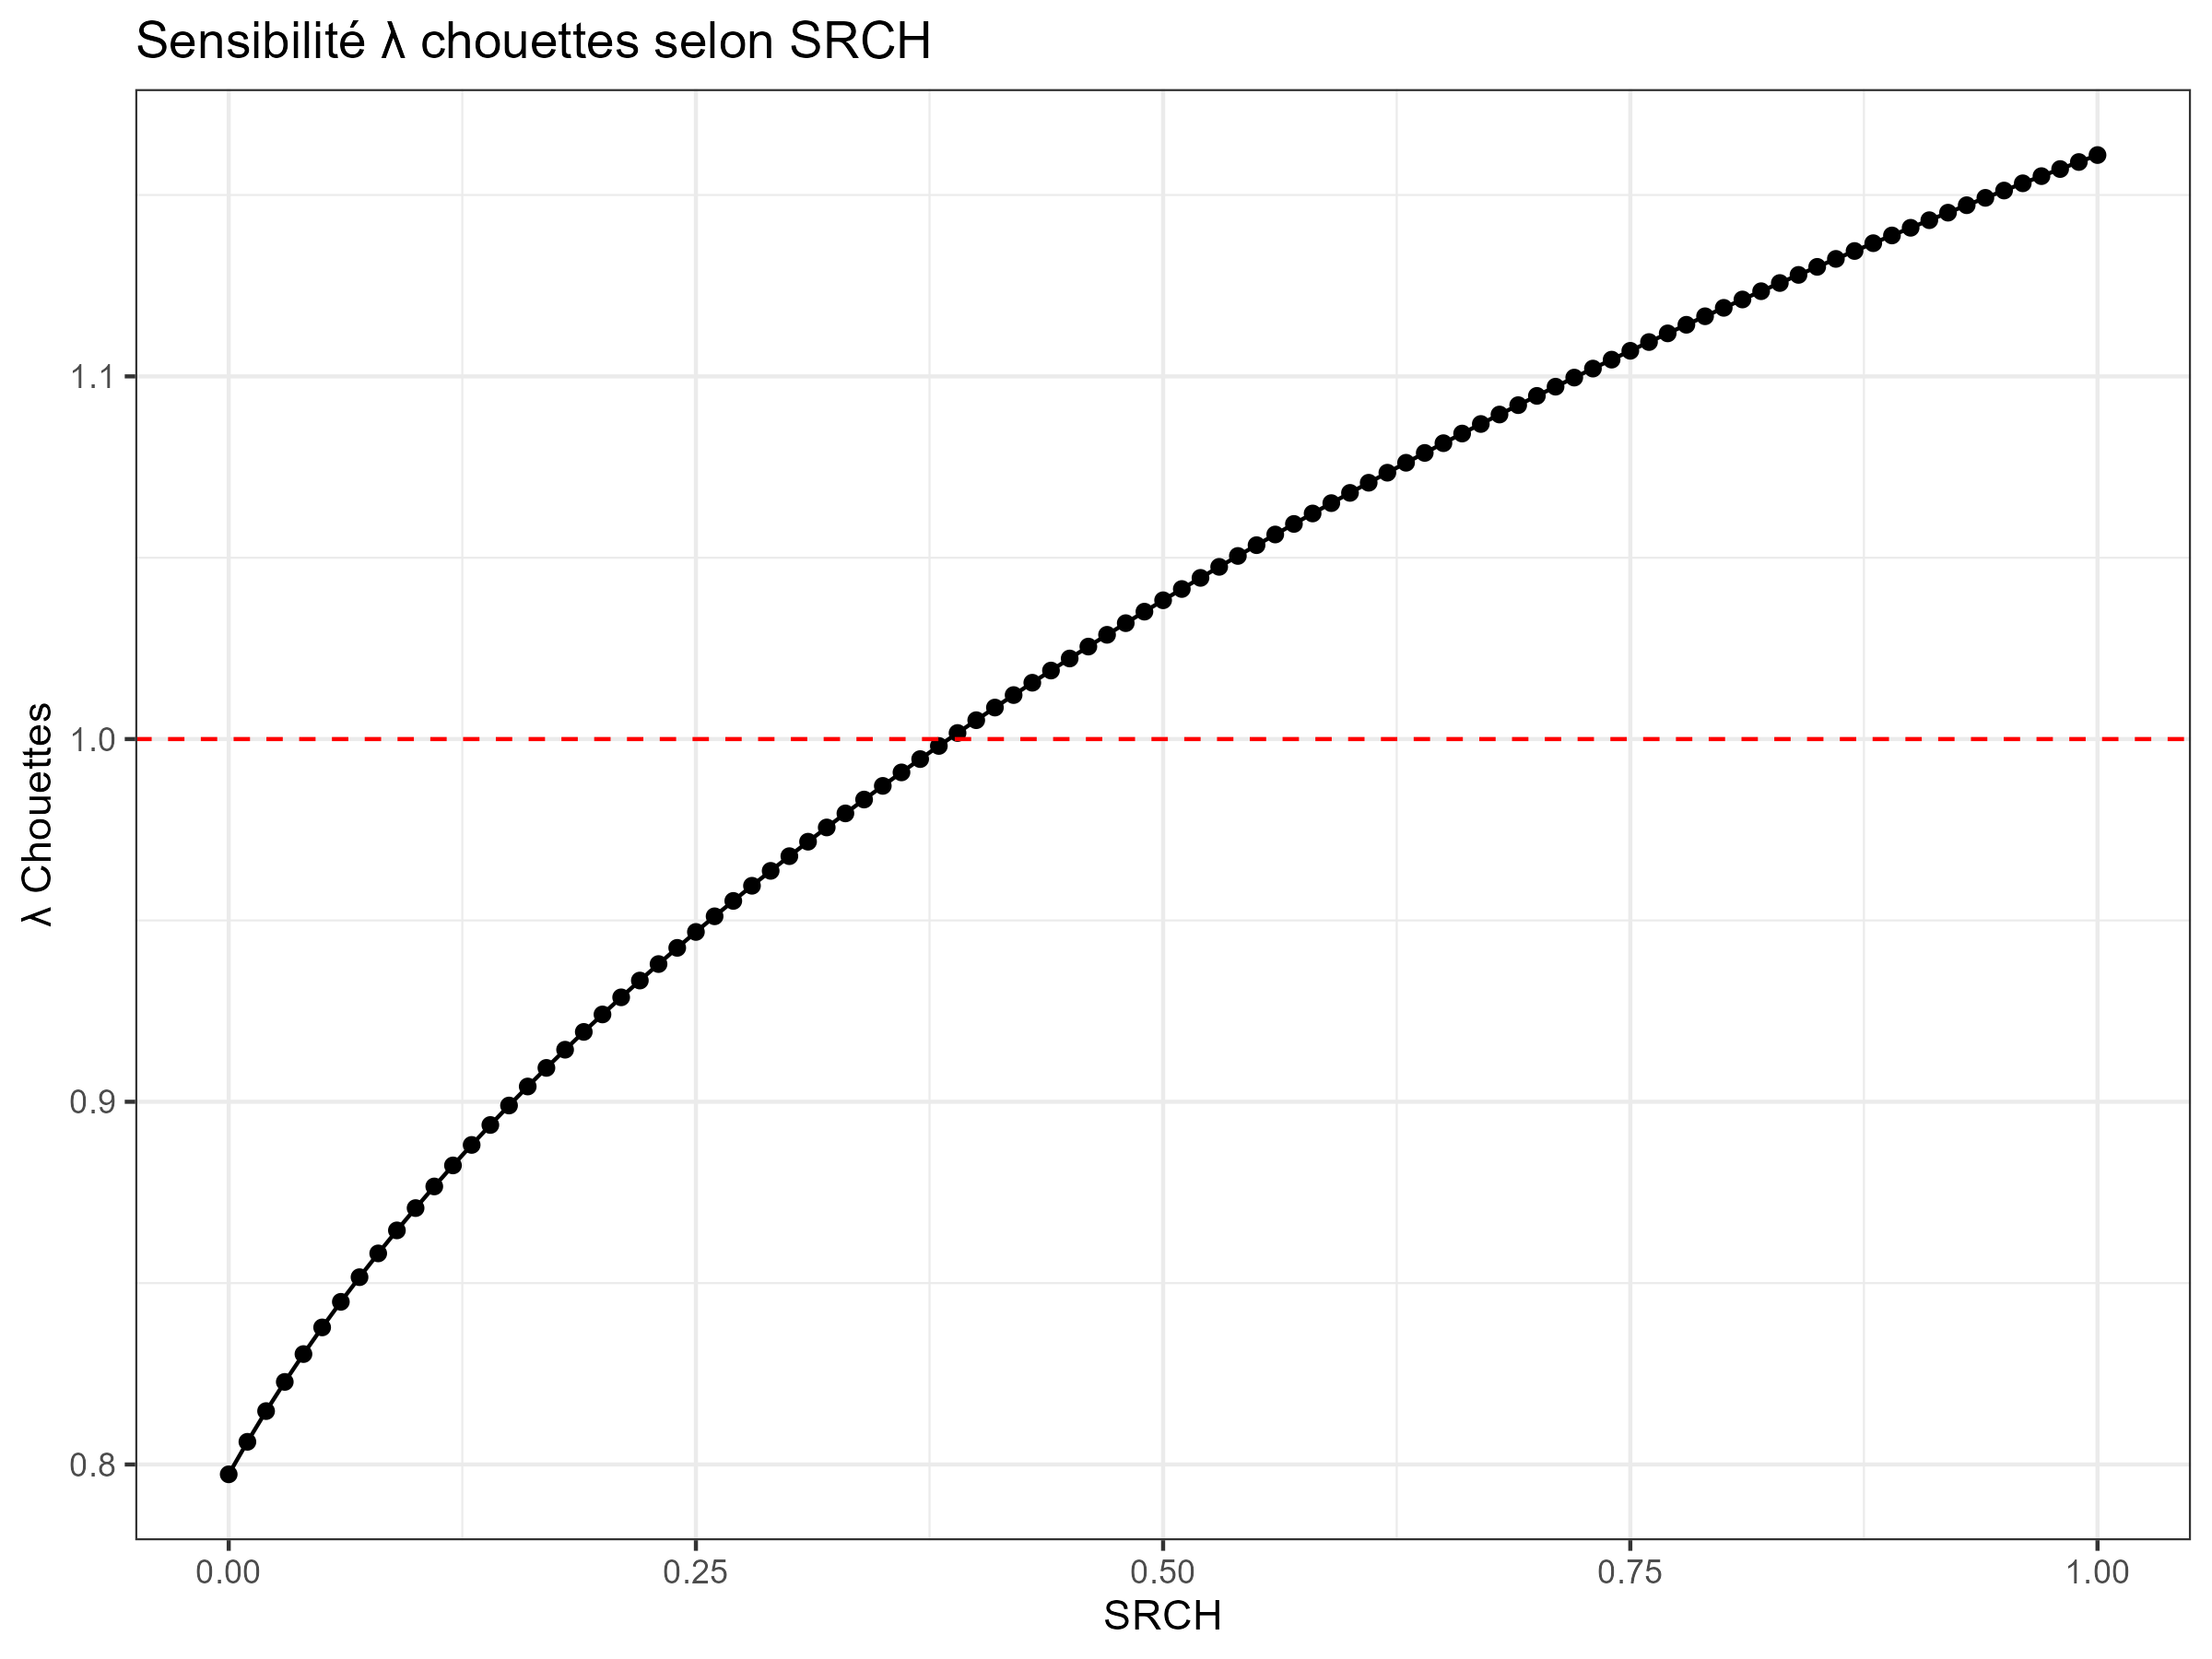 Sensibilité λ chouettes selon SRCH
λ Chouettes
1.1
1.0
0.9
0.8
0.00 0.25 0.50 0.75 1.00
SRCH